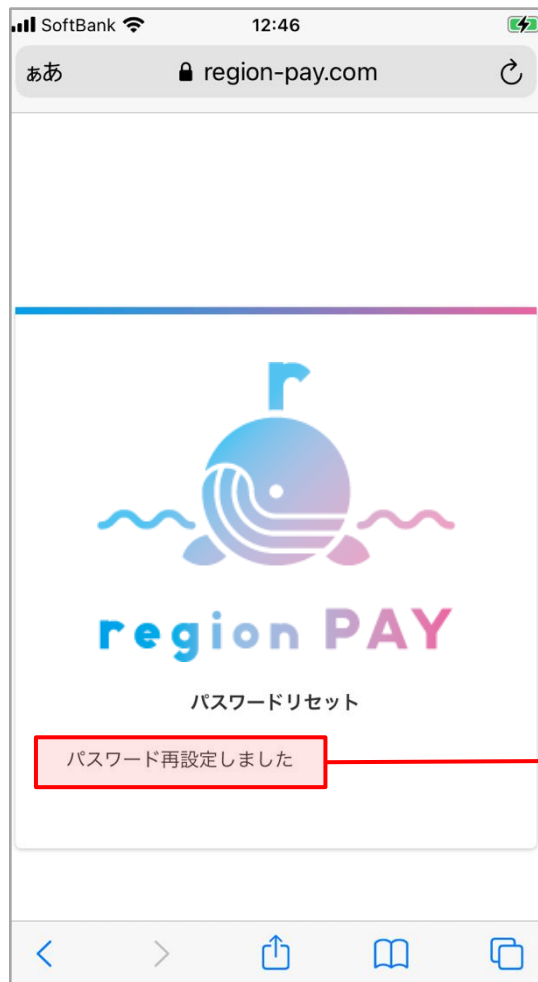 SoftBank 12:46
ぁあ region-pay.com
r
region PAY
パスワードリセット
パスワード再設定しました